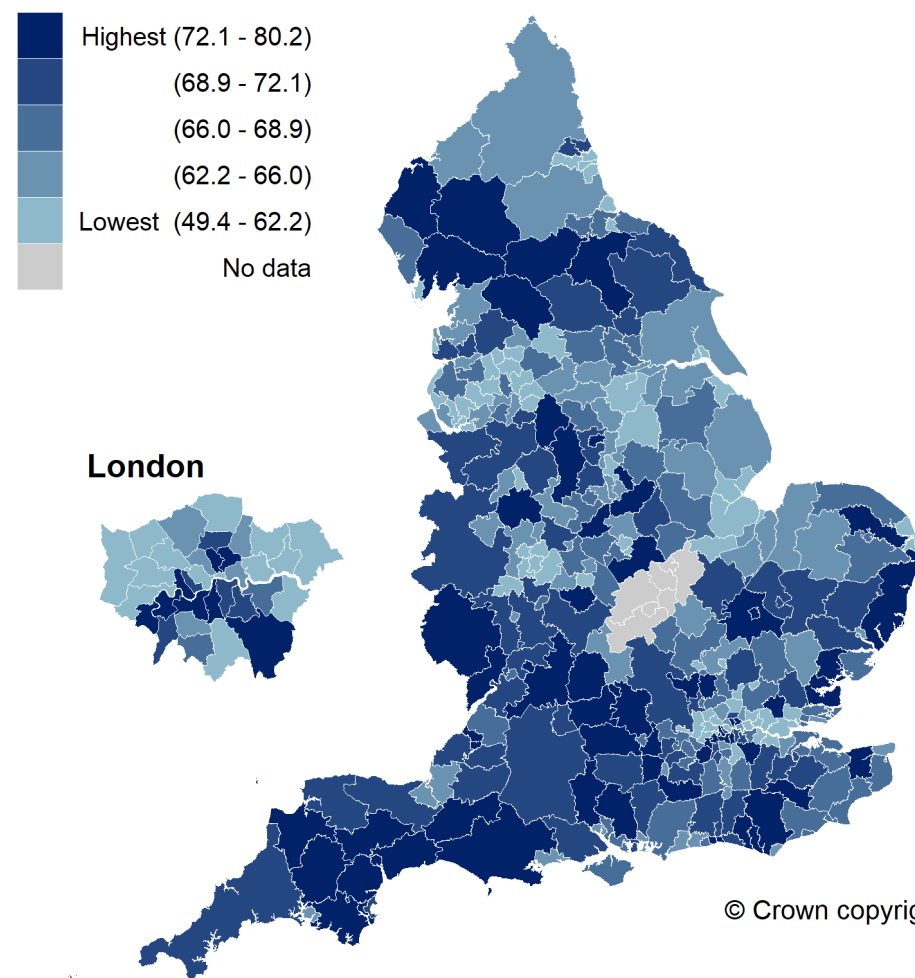 Highest (72.1 - 80.2)
(68.9 - 72.1)
(66.0 - 68.9)
(62.2 - 66.0)
Lowest (49.4 - 62.2)
No data
London
© Crown copyrig